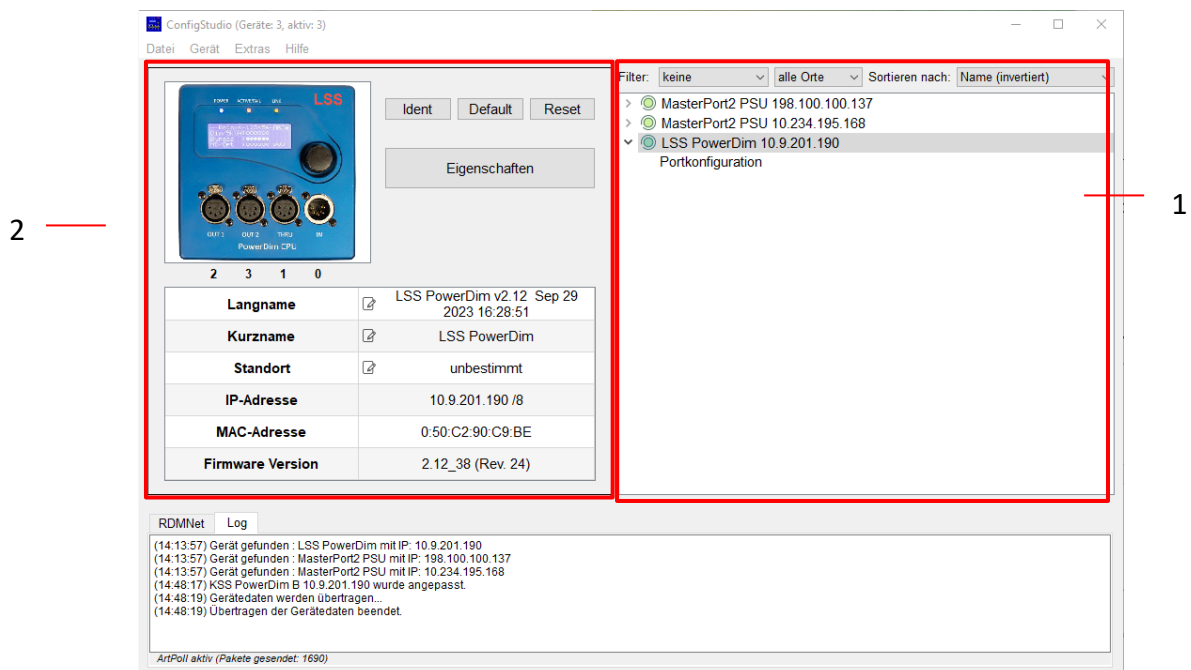 ConfigStudio (Geräte: 3, aktiv: 3)
Datei Gerät Extras Hilfe
Filter: keine alle Orte Sortieren nach: Name (invertiert)
POWER LINK LSS
OUT 1 OUT 2 THRU IN
PowerDim CPU
2 3 1 0
Ident Default Reset
Eigenschaften
Langname LSS PowerDim v2.12 Sep 29
2023 16:28:51
Kurzname LSS PowerDim
Standort unbestimmt
IP-Adresse 10.9.201.190 /8
MAC-Adresse 0:50:C2:90:C9:BE
Firmware Version 2.12_38 (Rev. 24)
MasterPort2 PSU 198.100.100.137
MasterPort2 PSU 10.234.195.168
LSS PowerDim 10.9.201.190
Portkonfiguration
1
2
RDMNet Log
(14:13:57) Gerät gefunden : LSS PowerDim mit IP: 10.9.201.190
(14:13:57) Gerät gefunden : MasterPort2 PSU mit IP: 198.100.100.137
(14:13:57) Gerät gefunden : MasterPort2 PSU mit IP: 10.234.195.168
(14:48:17) KSS PowerDim B 10.9.201.190 wurde angepasst.
(14:48:19) Gerätedaten werden übertragen...
(14:48:19) Übertragen der Gerätedaten beendet.
ArtPoll aktiv (Pakete gesendet: 1690)